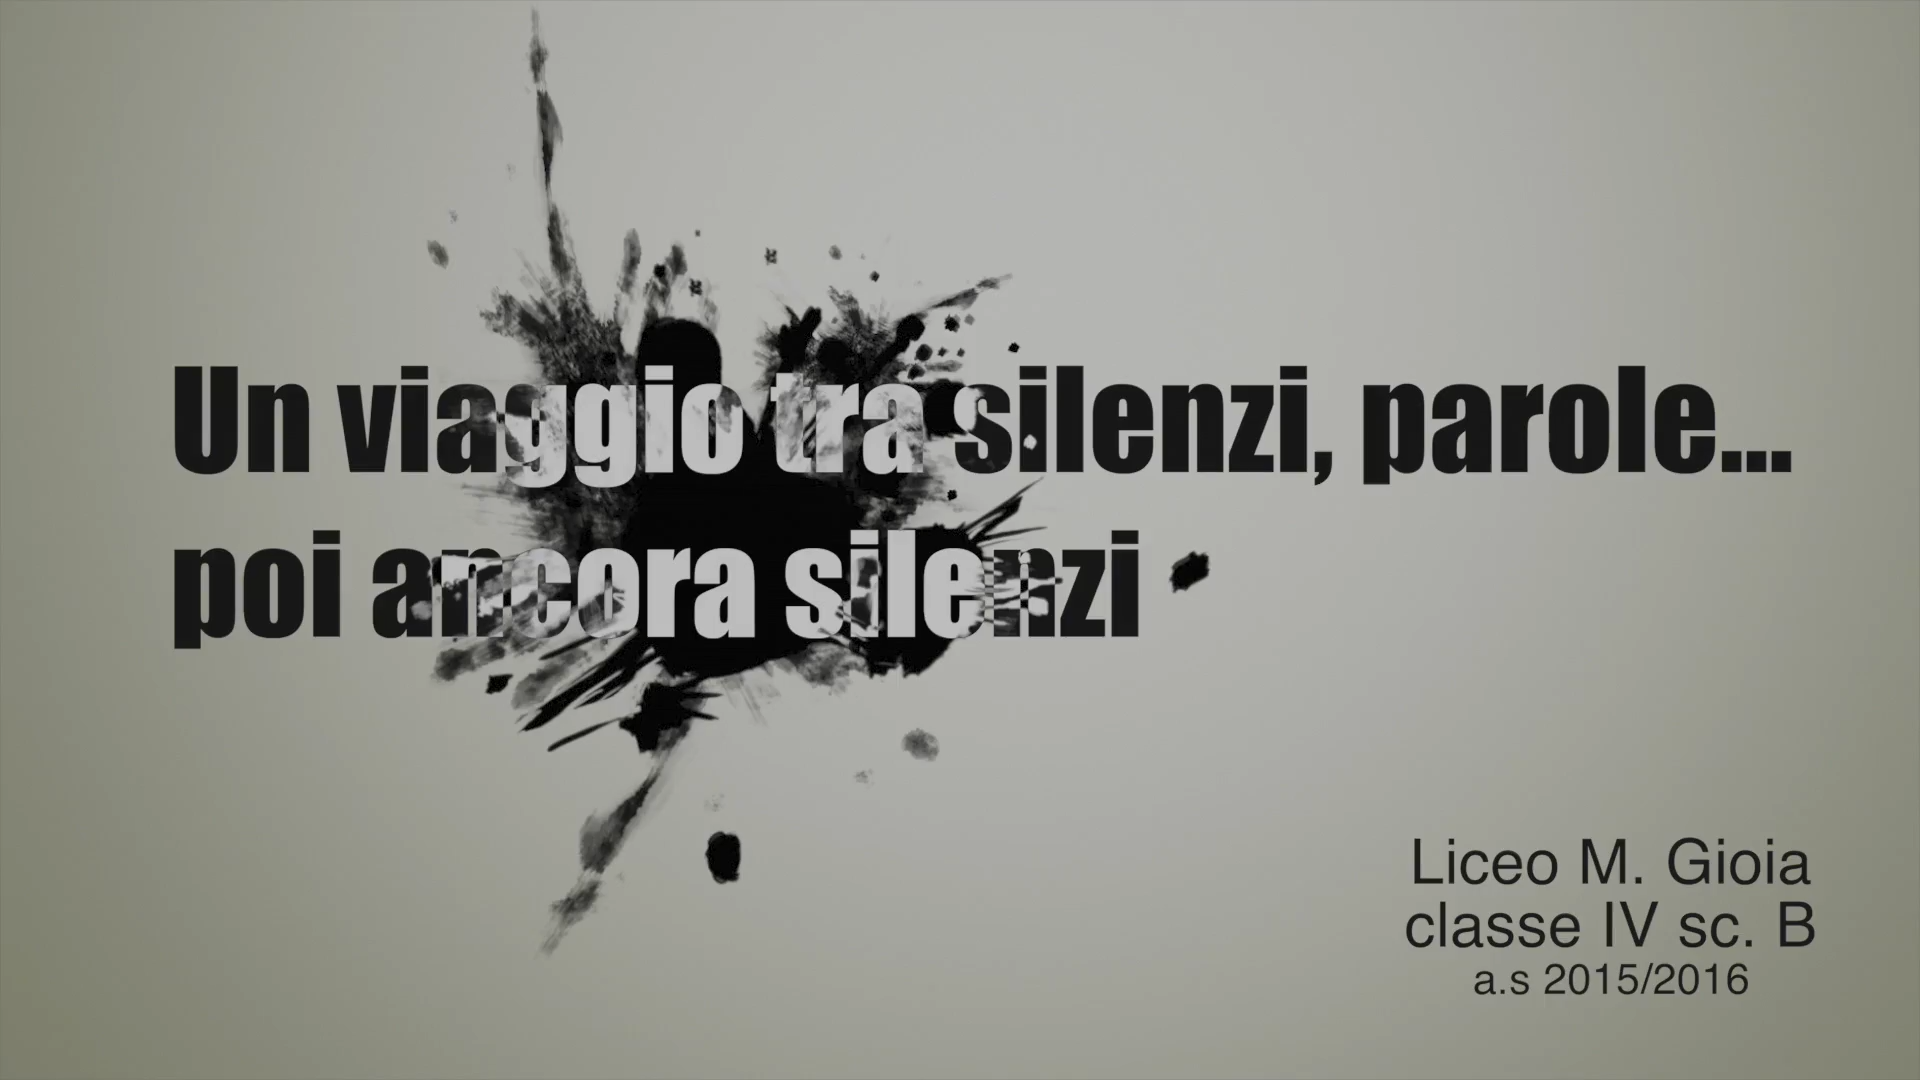 Un viaggio tra silenzi, parole...
poi ancora silenzi
Liceo M. Gioia
classe IV sc. B
a.s 2015/2016